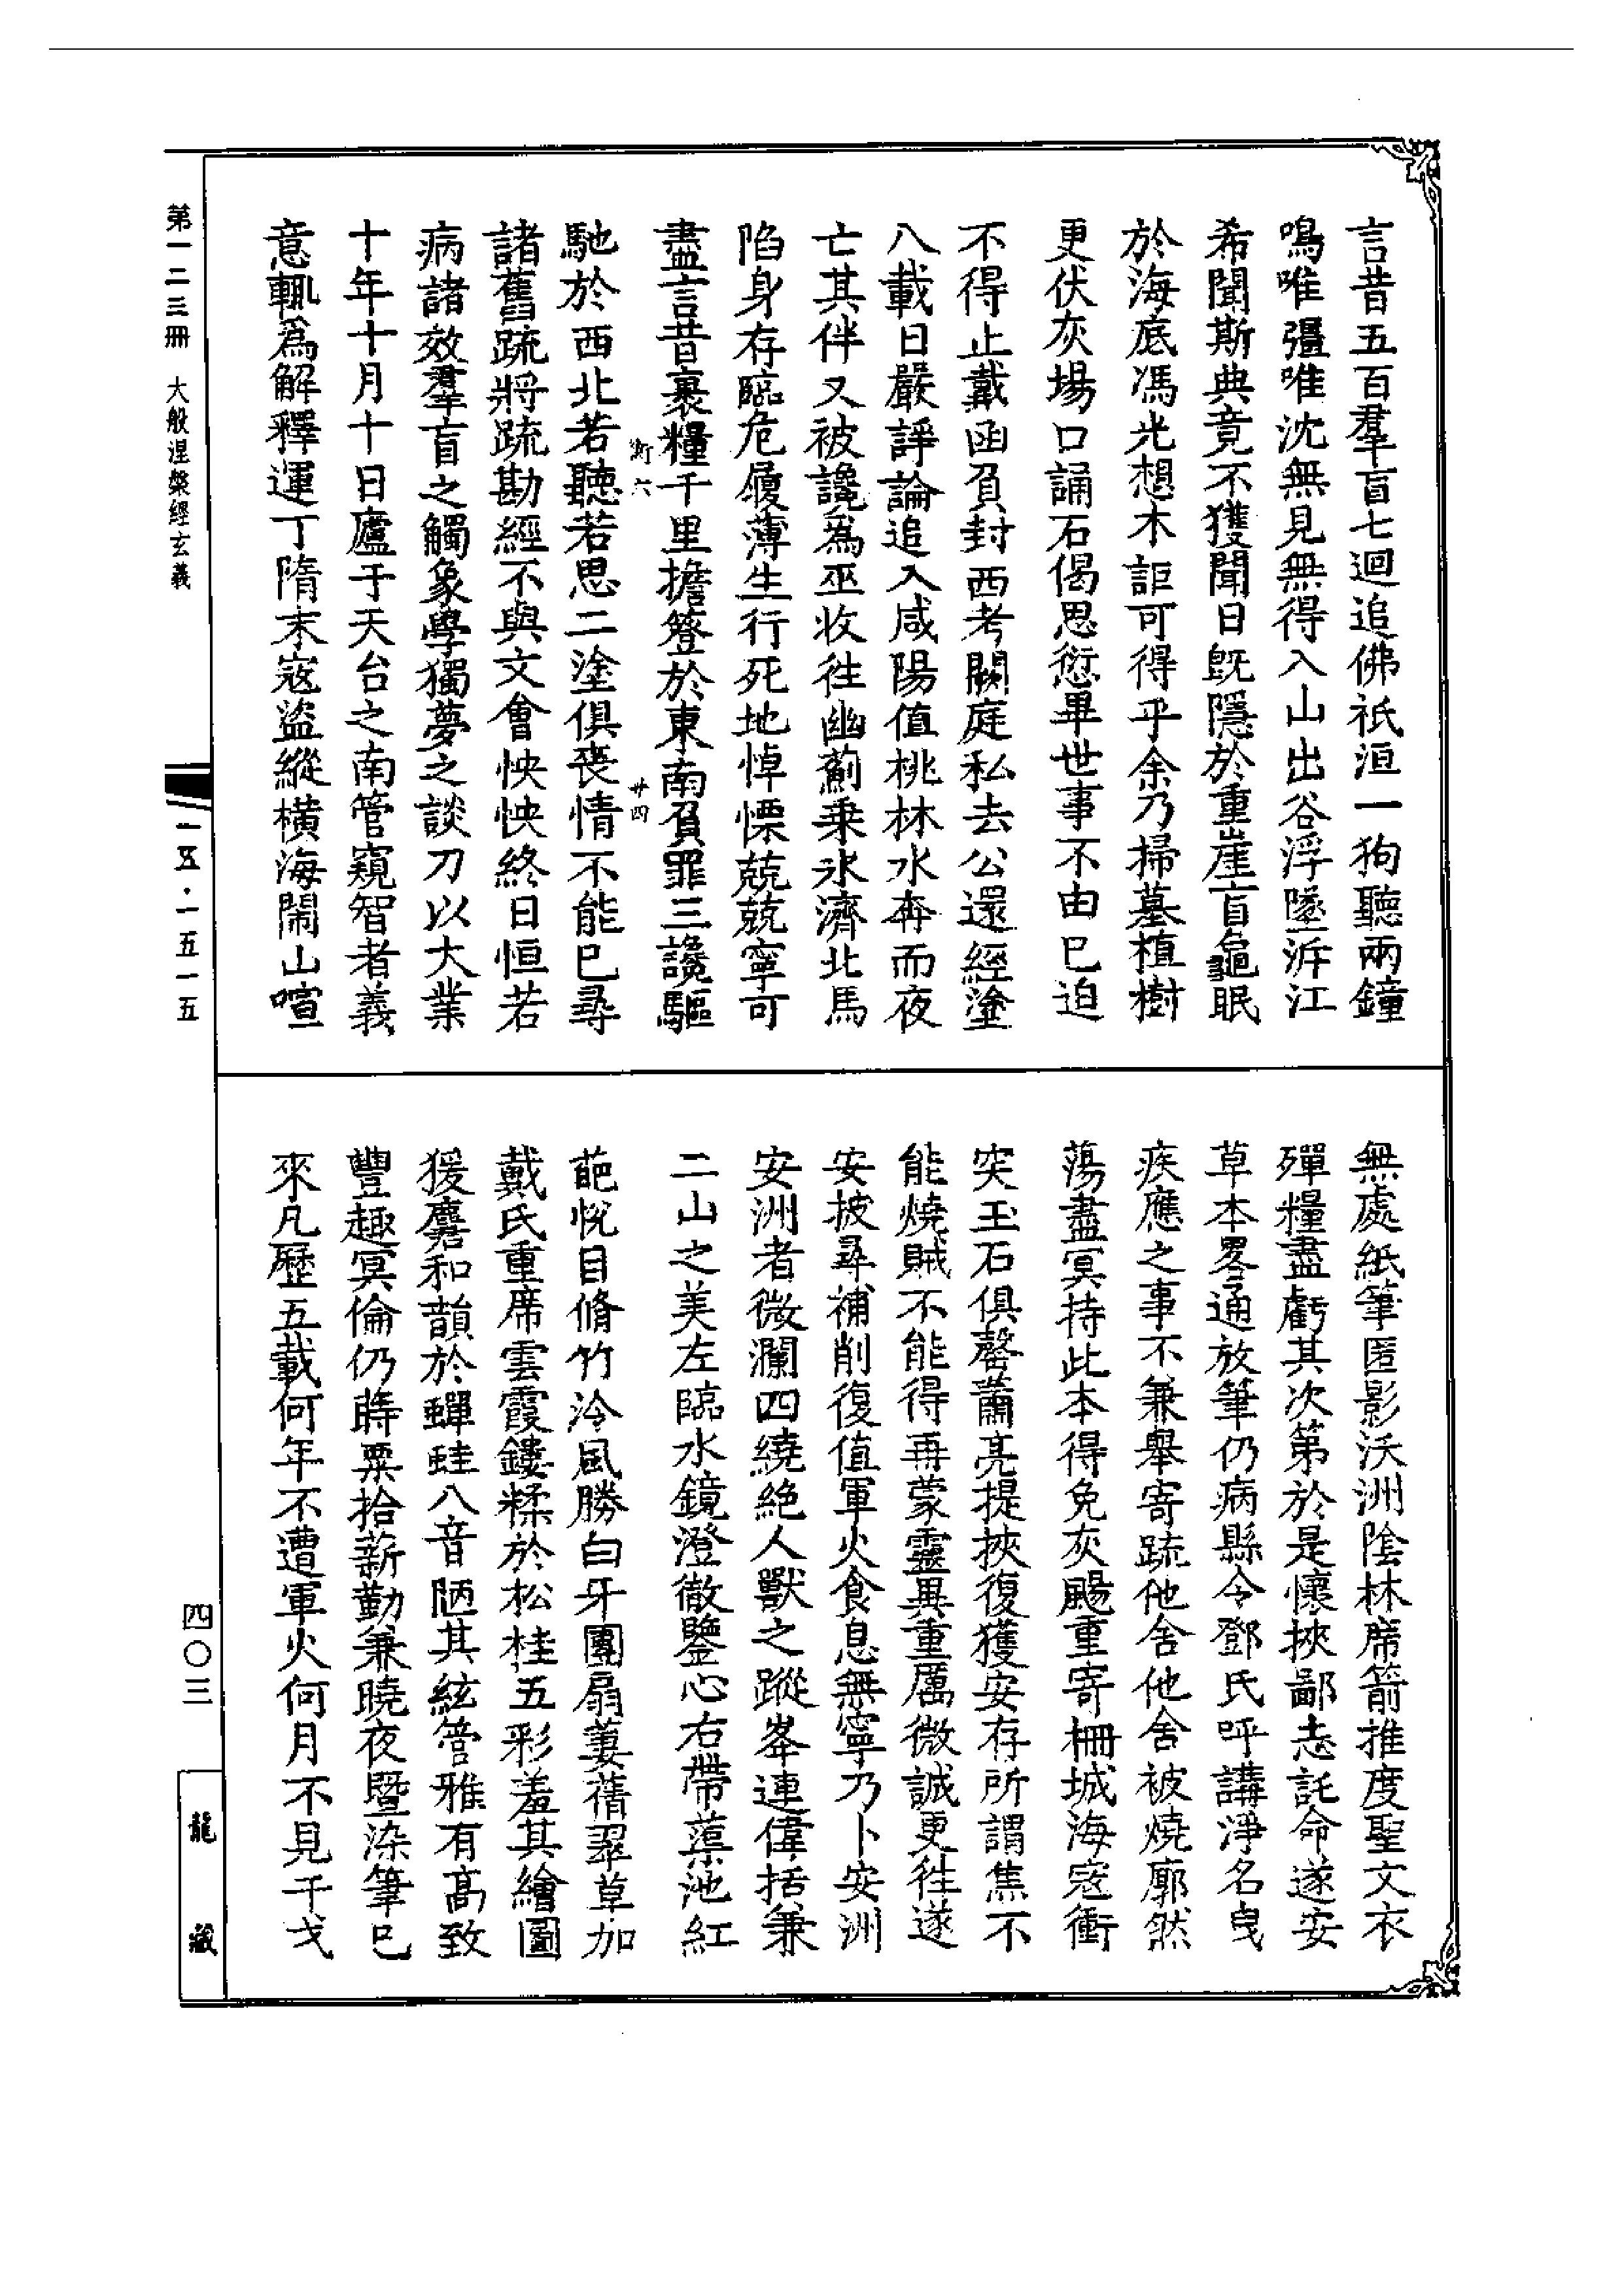 言昔五百羣盲七迴追佛祇洹一狗聽兩鐘
鳴唯彊唯沈無見無得入山出谷浮墜泝江
希聞斯典竟不獲聞日既隱於重崖盲龜眠
於海底馮光想木詎可得乎余乃掃墓植樹
更伏灰場口誦石偈思愆畢世事不由巳迫
不得止戴函負封西考闕庭私去公還經塗
八載日嚴諍論追入咸陽值桃林水奔而夜
亡其伴又被讒為巫收往幽薊乗氷濟北馬
陷身存臨危履薄生行死地悼慄兢兢寧可
盡言昔裹糧千里擔簦於東南負罪三讒驅
馳於西北若聽若思二塗俱喪情不能巳尋
諸舊䟽將䟽勘經不與文會怏怏終日恒若
病諸效羣盲之觸象學獨夢之談刀以大業
十年十月十日廬于天台之南管窺智者義
意輒爲解釋運丁隋末寇盜縱橫海閙山喧
無處紙筆匿影沃洲陰林席箭推度聖文衣
殫糧盡虧其次第於是懷挾鄙志託命遂安
草本畧通放筆仍病縣令鄧氏呼講淨名曳
疾應之事不兼舉寄䟽他舍他舍被燒廓然
蕩盡冥持此本得免灰颺重寄柵城海寇衝
突玉石俱罄蕭亮提挾復獲安存所謂焦不
能燒賊不能得再蒙靈異重厲微誠更往遂
安披尋補削復值軍火食息無寧乃卜安洲
安洲者微瀾四繞絶人獸之蹤峯連偉括兼
二山之美左臨水鏡澄徹鑒心右帶蕖池紅
葩悅目脩竹泠風勝白牙團扇萋蒨翠草加
戴氏重席雲霞鏤糅於松桂五彩羞其繪圖
猨麏和韻於蟬蛙八音陋其絃管雅有高致
豐趣冥倫仍蒔粟拾薪勤兼曉夜暨染筆巳
來凡歷五載何年不遭軍火何月不見干戈
衡六
廿四
第一二三冊 大般涅槃經玄義
一五·一五一五
四〇三
龍藏